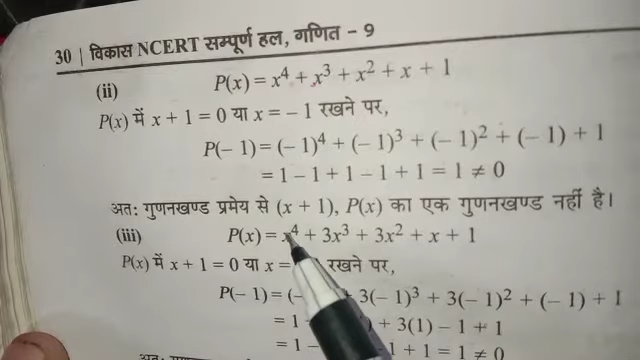 30 | विकास NCERT सम्पूर्ण हल, गणित – 9
(ii) P(x) = x⁴ + x³ + x² + x + 1
P(x) में x + 1 = 0 या x = – 1 रखने पर,
P(– 1) = (– 1)⁴ + (– 1)³ + (– 1)² + (– 1) + 1
= 1 – 1 + 1 – 1 + 1 = 1 ≠ 0
अतः गुणनखण्ड प्रमेय से (x + 1), P(x) का एक गुणनखण्ड नहीं है।
(iii) P(x) = x⁴ + 3x³ + 3x² + x + 1
P(x) में x + 1 = 0 या x = रखने पर,
P(– 1) = (– 3(– 1)³ + 3(– 1)² + (– 1) + 1
= 1 ) + 3(1) – 1 + 1
= 1 – 1 + 1 = 1 ≠ 0